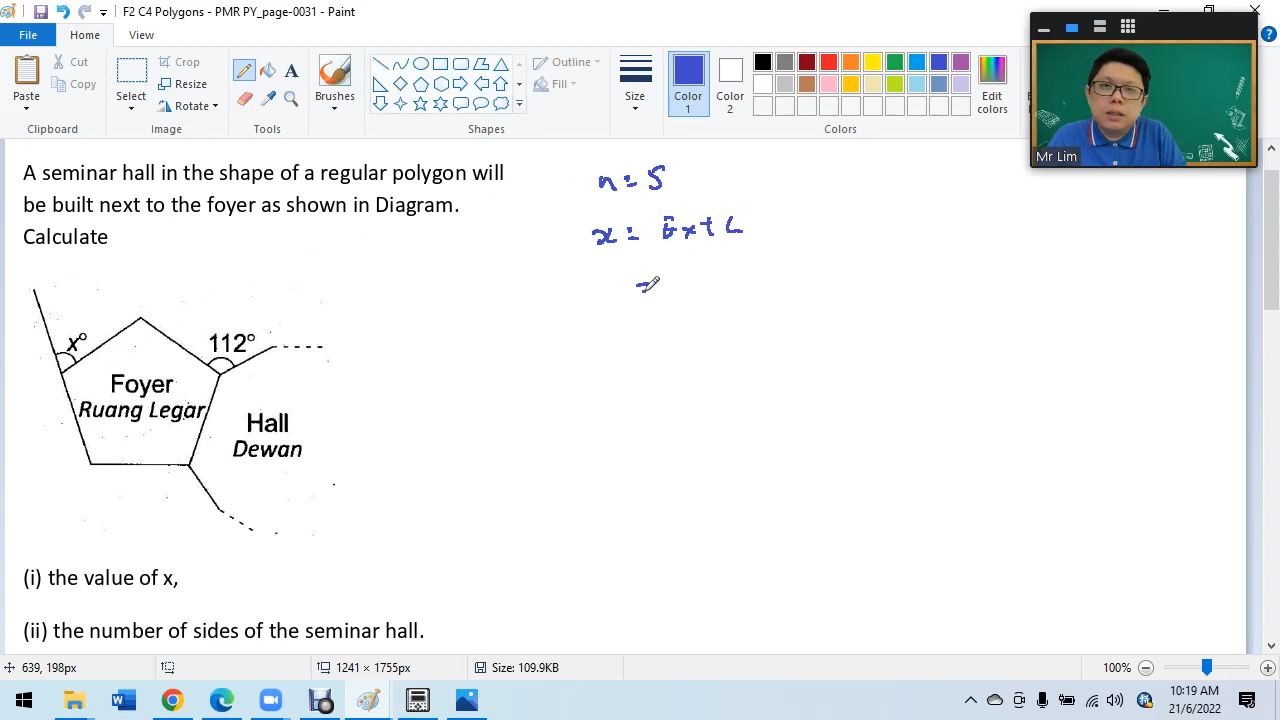 F2 C4 Polygons - PMR PY_page-0031 - Paint
File Home View
Paste Cut Copy
Select Crop Resize Rotate
A
Brushes
Outline Fill
Size
Color 1
Color 2
Edit colors
Clipboard Image Tools Shapes Colors
Mr Lim
A seminar hall in the shape of a regular polygon will
be built next to the foyer as shown in Diagram.
Calculate
n = 5
x = Ext L
=
x°
112°
Foyer
Ruang Legar
Hall
Dewan
(i) the value of x,
(ii) the number of sides of the seminar hall.
639, 198px 1241 × 1755px Size: 109.9KB 100%
10:19 AM
21/6/2022